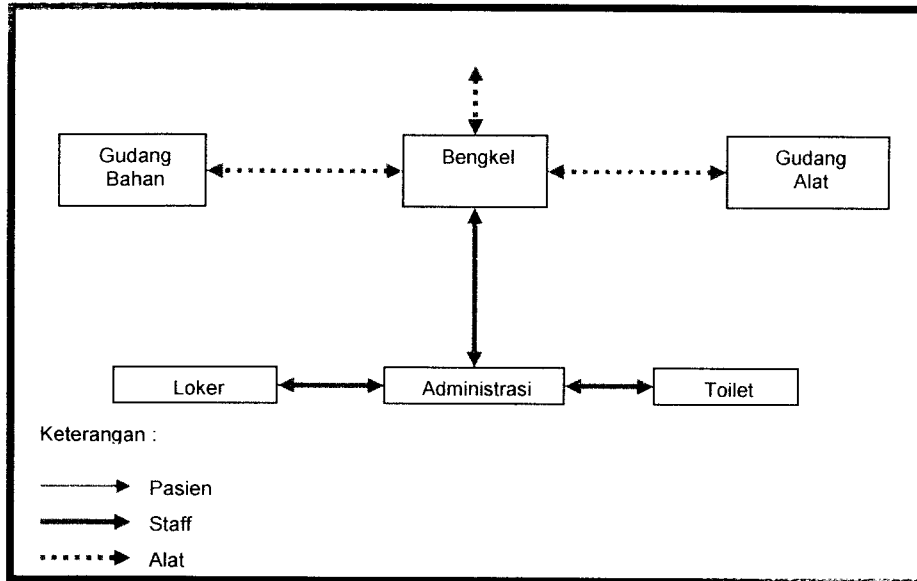 Gudang
Bahan
Bengkel
Gudang
Alat
Loker
Administrasi
Toilet
Keterangan :
Pasien
Staff
Alat